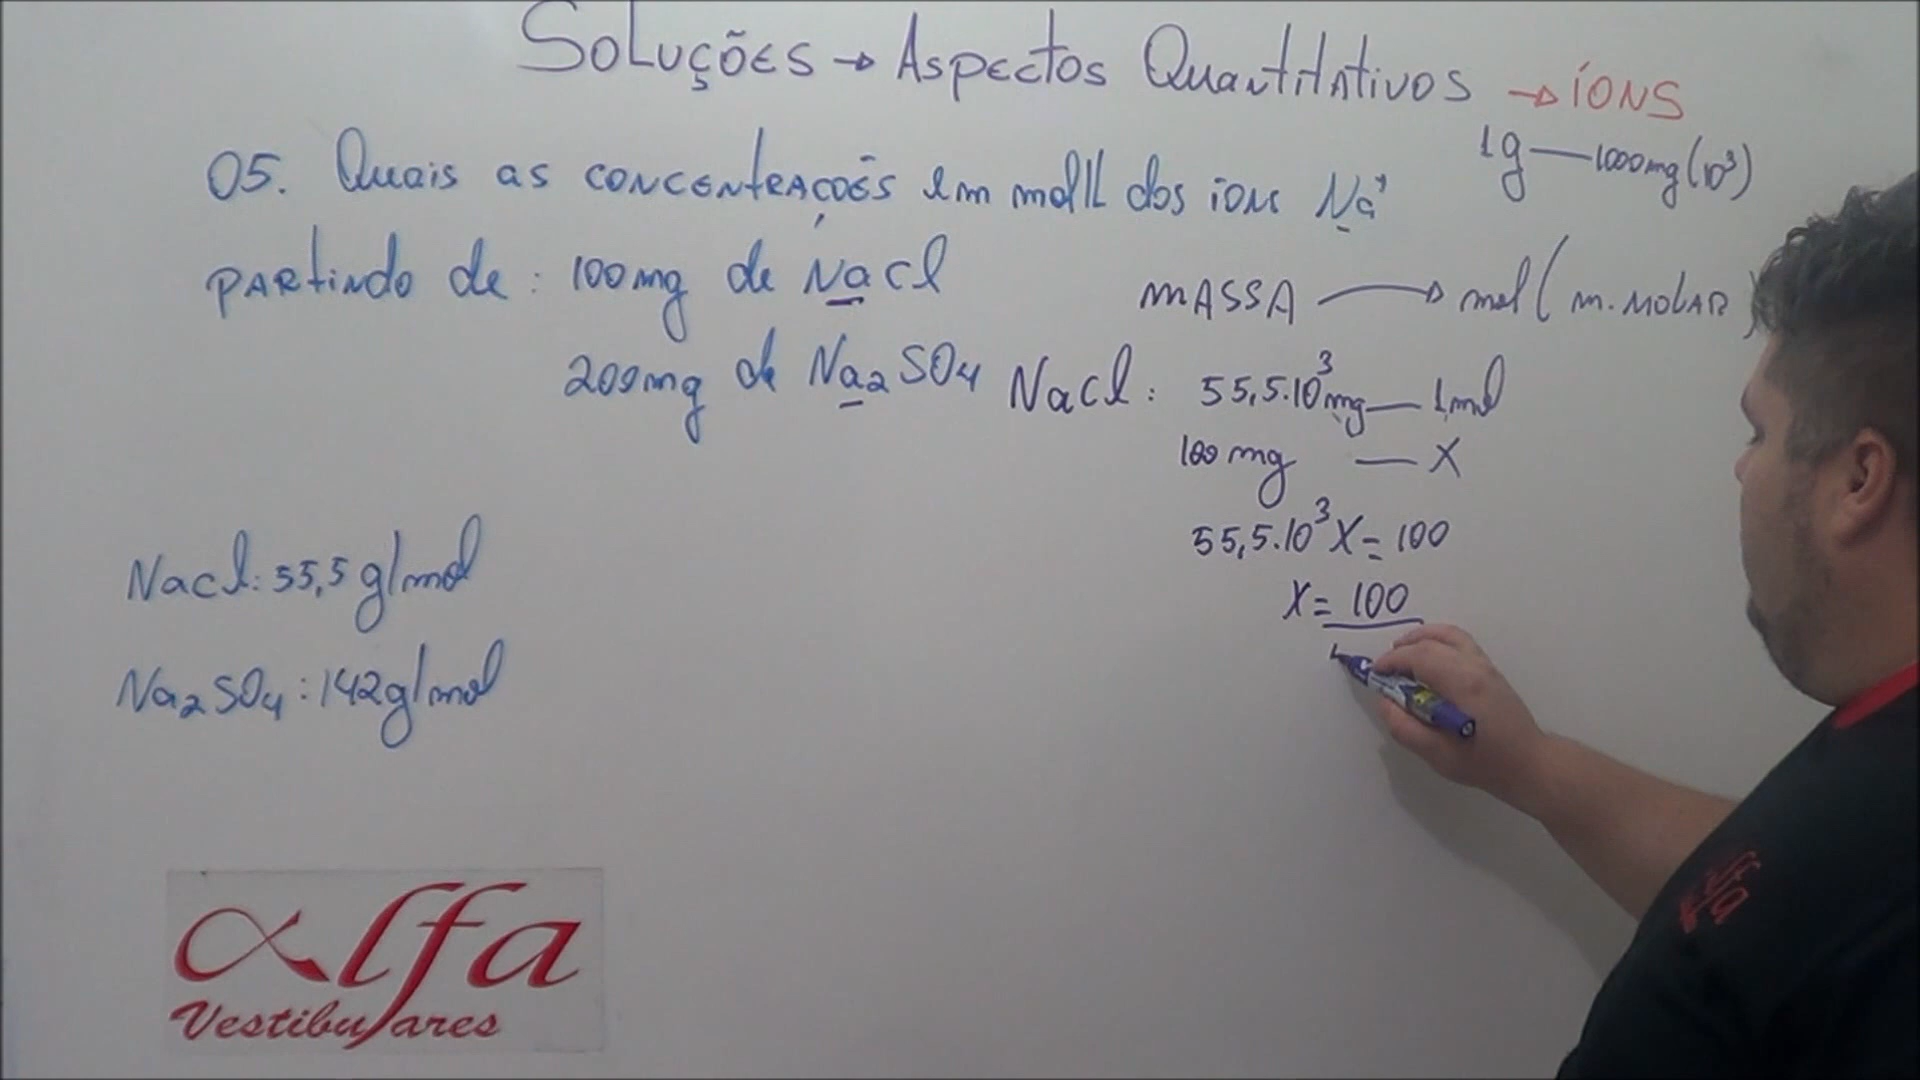 Soluções → Aspectos Quantitativos → íons
1g — 1000mg (10³)
05. Quais as concentrações em mol/L dos íons Na⁺
partindo de: 100mg de NaCl
200mg de Na₂SO₄
massa → mol (m. molar)
NaCl: 55,5.10³mg — 1mol
100mg — X
55,5.10³X = 100
X = 100
NaCl: 55,5 g/mol
Na₂SO₄: 142g/mol
αlfa
Vestibulares